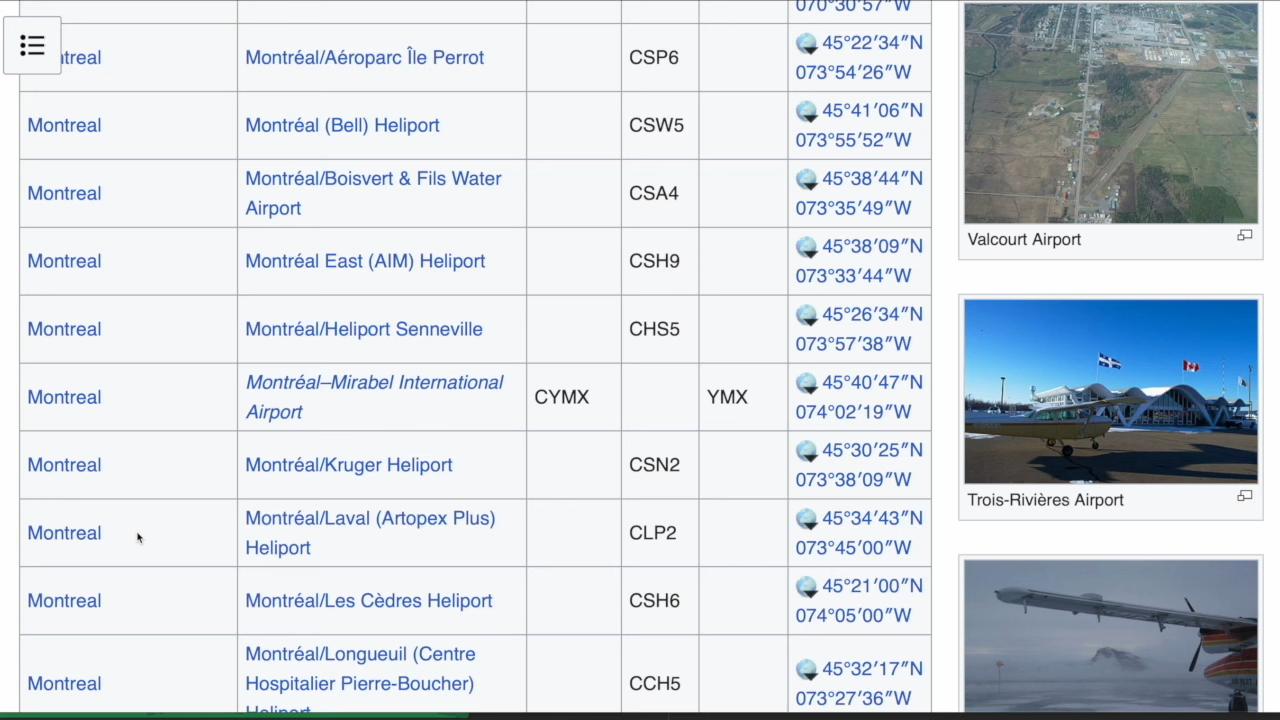 070°30′57″W
Montréal/Aéroparc Île Perrot
CSP6
45°22′34″N
073°54′26″W
Montreal
Montréal (Bell) Heliport
CSW5
45°41′06″N
073°55′52″W
Montreal
Montréal/Boisvert & Fils Water
Airport
CSA4
45°38′44″N
073°35′49″W
Montreal
Montréal East (AIM) Heliport
CSH9
45°38′09″N
073°33′44″W
Montreal
Montréal/Heliport Senneville
CHS5
45°26′34″N
073°57′38″W
Montreal
Montréal–Mirabel International
Airport
CYMX
YMX
45°40′47″N
074°02′19″W
Montreal
Montréal/Kruger Heliport
CSN2
45°30′25″N
073°38′09″W
Montreal
Montréal/Laval (Artopex Plus)
Heliport
CLP2
45°34′43″N
073°45′00″W
Montreal
Montréal/Les Cèdres Heliport
CSH6
45°21′00″N
074°05′00″W
Montreal
Montréal/Longueuil (Centre
Hospitalier Pierre-Boucher)
Heliport
CCH5
45°32′17″N
073°27′36″W
Valcourt Airport
Trois-Rivières Airport